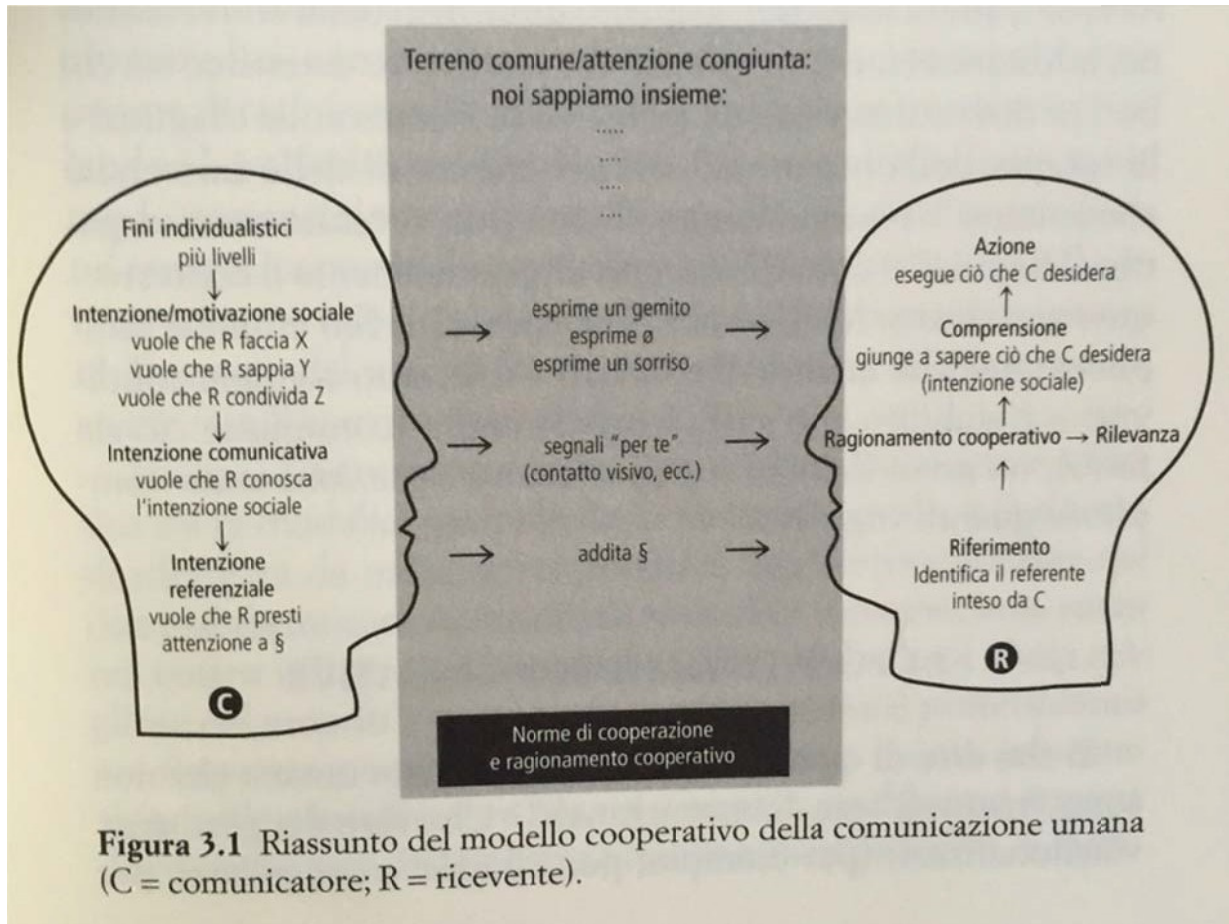 Terreno comune/attenzione congiunta:
noi sappiamo insieme:
.....
....
....
....
Fini individualistici
più livelli
Intenzione/motivazione sociale
vuole che R faccia X
vuole che R sappia Y
vuole che R condivida Z
Intenzione comunicativa
vuole che R conosca
l'intenzione sociale
Intenzione
referenziale
vuole che R presti
attenzione a §
C
esprime un gemito
esprime ø
esprime un sorriso
segnali "per te"
(contatto visivo, ecc.)
addita §
Azione
esegue ciò che C desidera
Comprensione
giunge a sapere ciò che C desidera
(intenzione sociale)
Ragionamento cooperativo → Rilevanza
Riferimento
Identifica il referente
inteso da C
R
Norme di cooperazione
e ragionamento cooperativo
Figura 3.1 Riassunto del modello cooperativo della comunicazione umana
(C = comunicatore; R = ricevente).